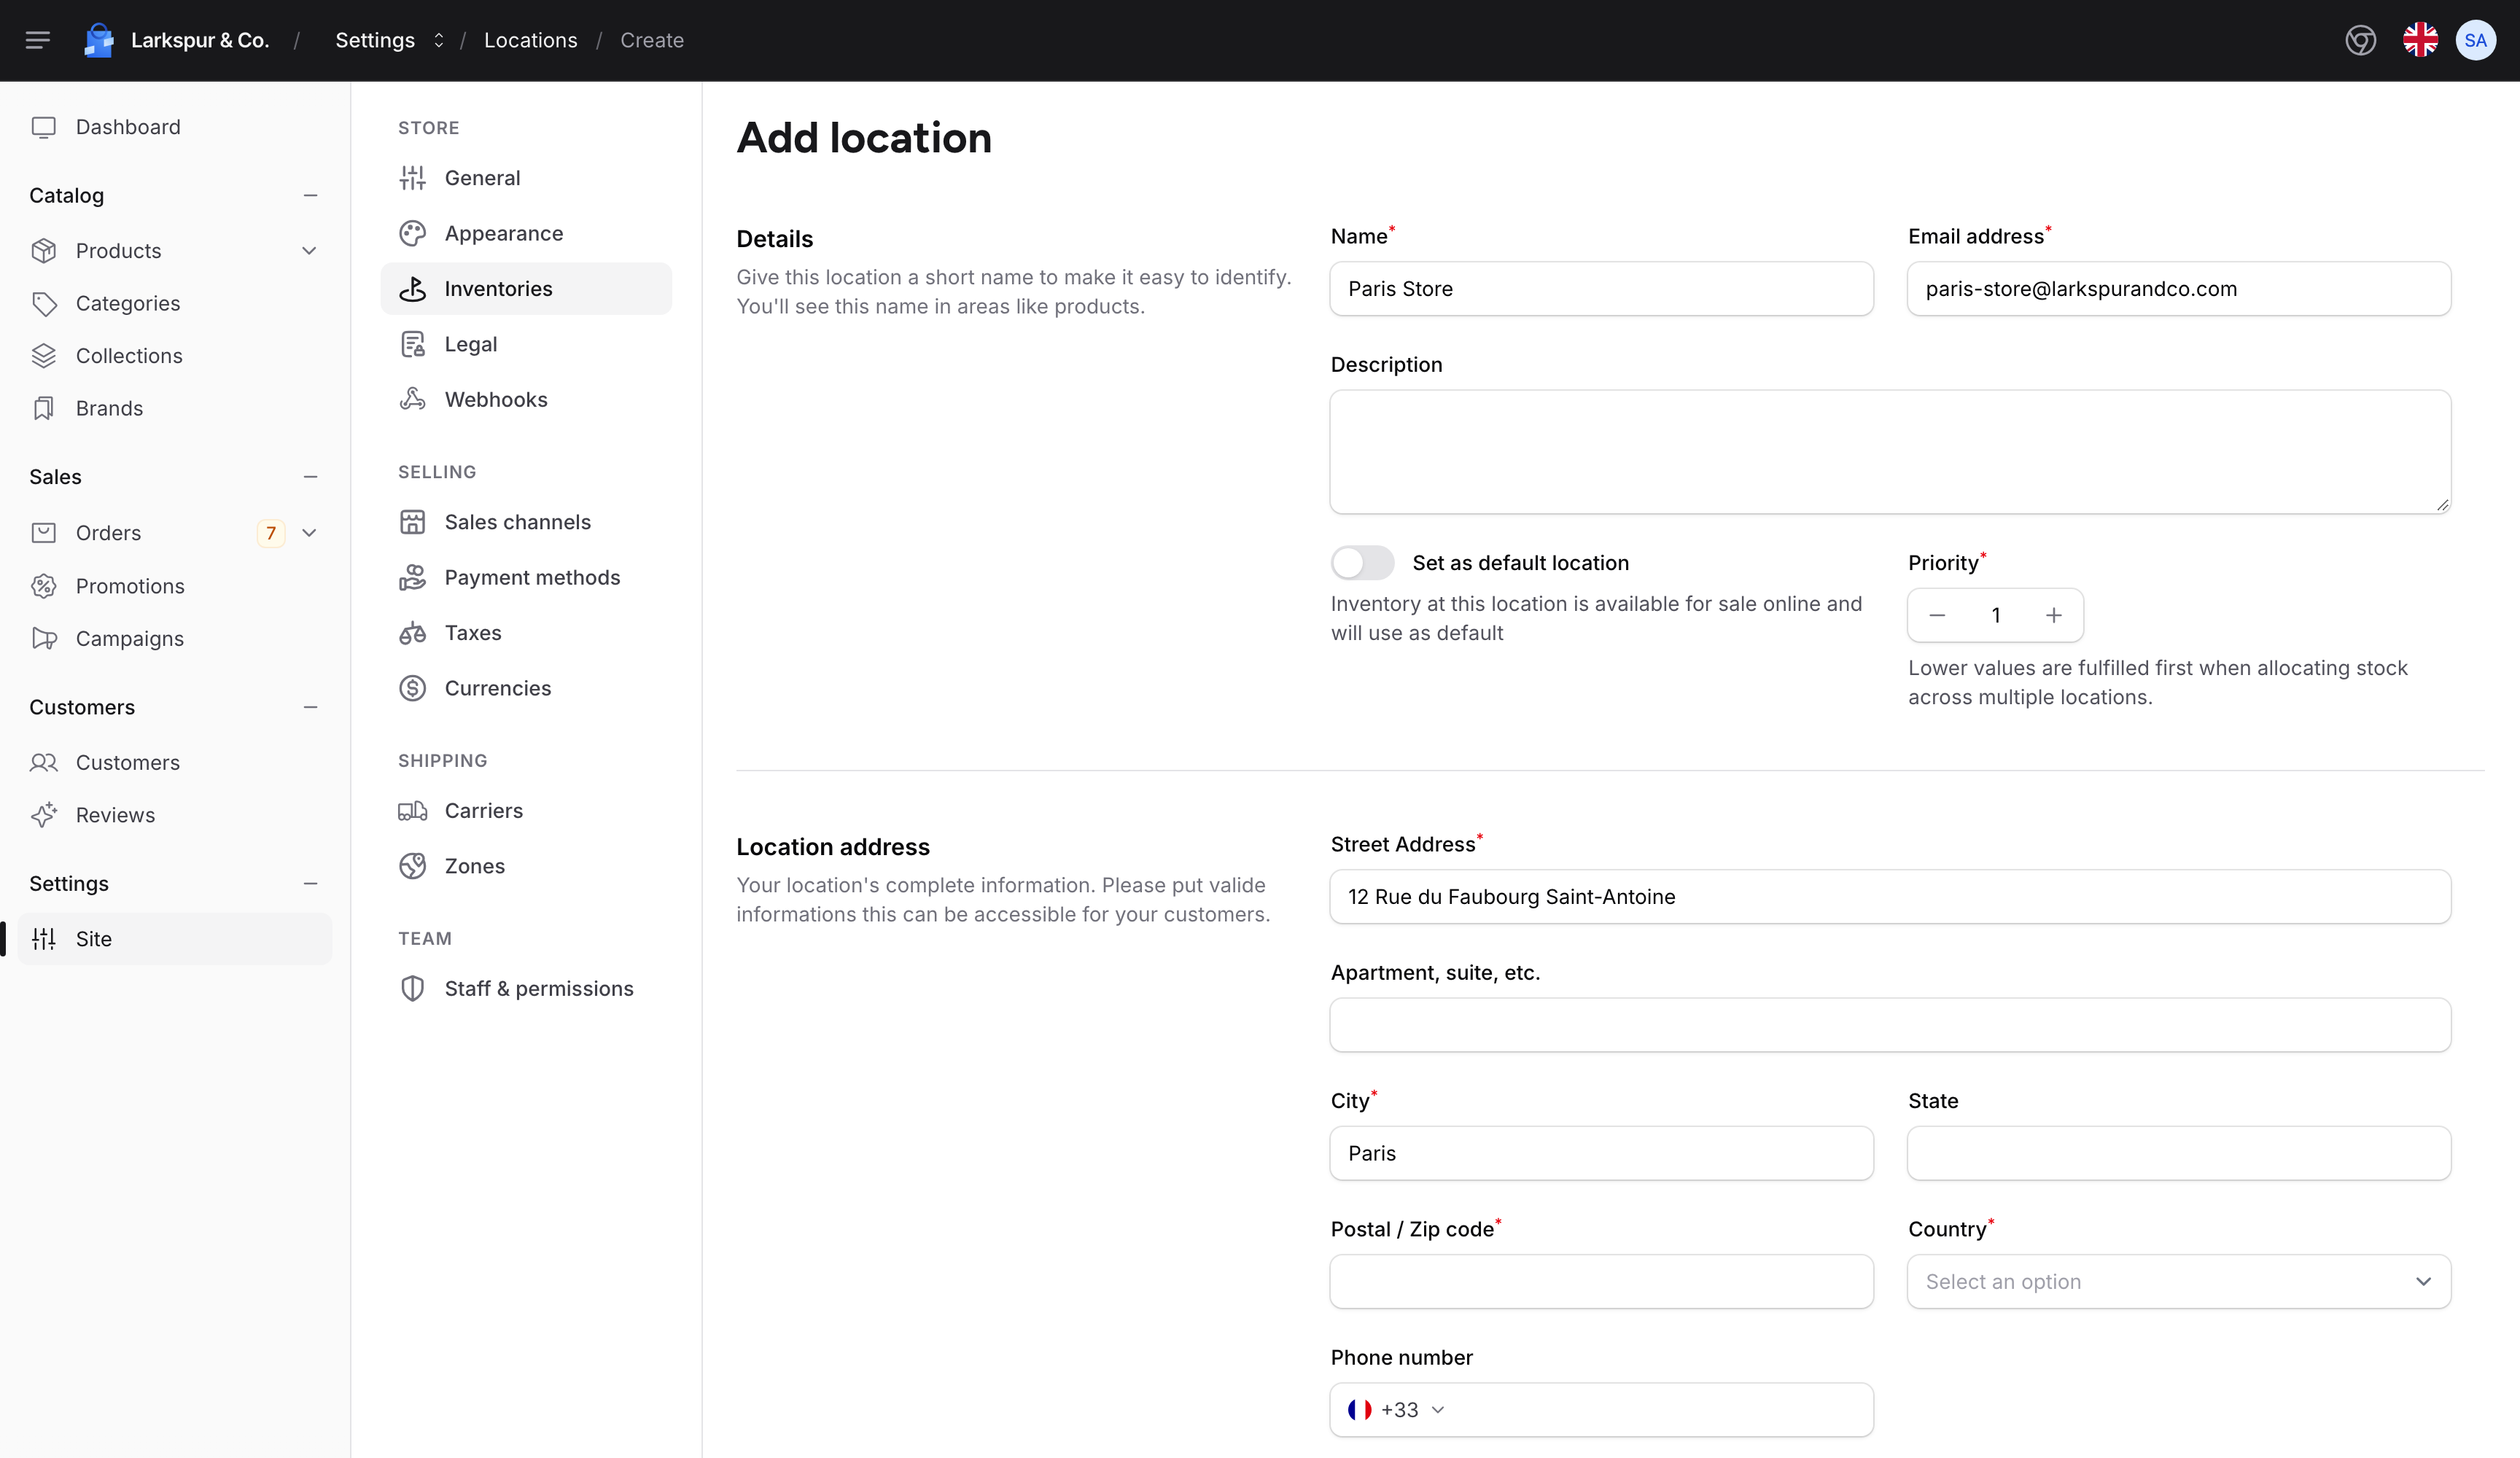 Larkspur & Co. / Settings / Locations / Create
SA
Dashboard
Catalog
Products
Categories
Collections
Brands
Sales
Orders 7
Promotions
Campaigns
Customers
Customers
Reviews
Settings
Site
STORE
General
Appearance
Inventories
Legal
Webhooks
SELLING
Sales channels
Payment methods
Taxes
Currencies
SHIPPING
Carriers
Zones
TEAM
Staff & permissions
Add location
Details
Give this location a short name to make it easy to identify.
You'll see this name in areas like products.
Name*
Paris Store
Email address*
paris-store@larkspurandco.com
Description
Set as default location
Inventory at this location is available for sale online and
will use as default
Priority*
1
Lower values are fulfilled first when allocating stock
across multiple locations.
Location address
Your location's complete information. Please put valide
informations this can be accessible for your customers.
Street Address*
12 Rue du Faubourg Saint-Antoine
Apartment, suite, etc.
City*
Paris
State
Postal / Zip code*
Country*
Select an option
Phone number
+33